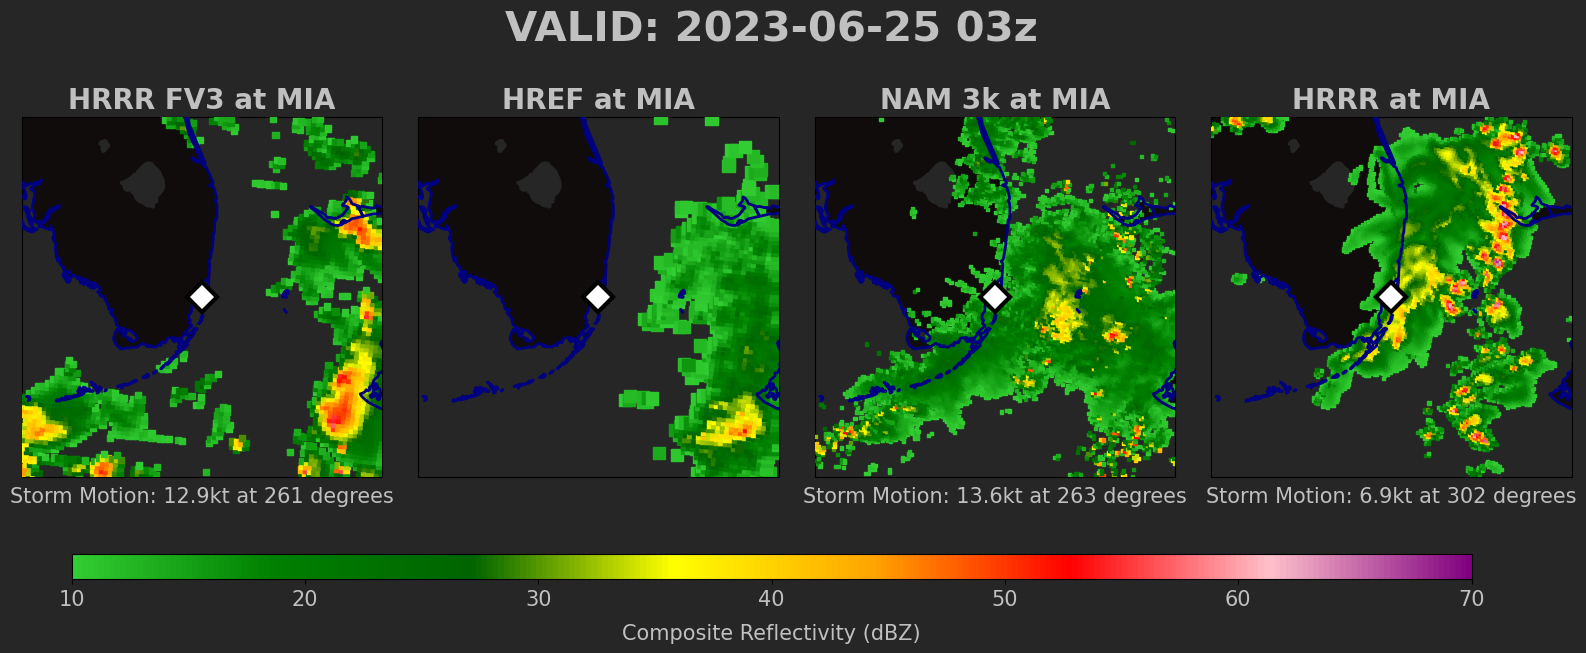 VALID: 2023-06-25 03z
HRRR FV3 at MIA
HREF at MIA
NAM 3k at MIA
HRRR at MIA
Storm Motion: 12.9kt at 261 degrees
Storm Motion: 13.6kt at 263 degrees
Storm Motion: 6.9kt at 302 degrees
10 20 30 40 50 60 70
Composite Reflectivity (dBZ)